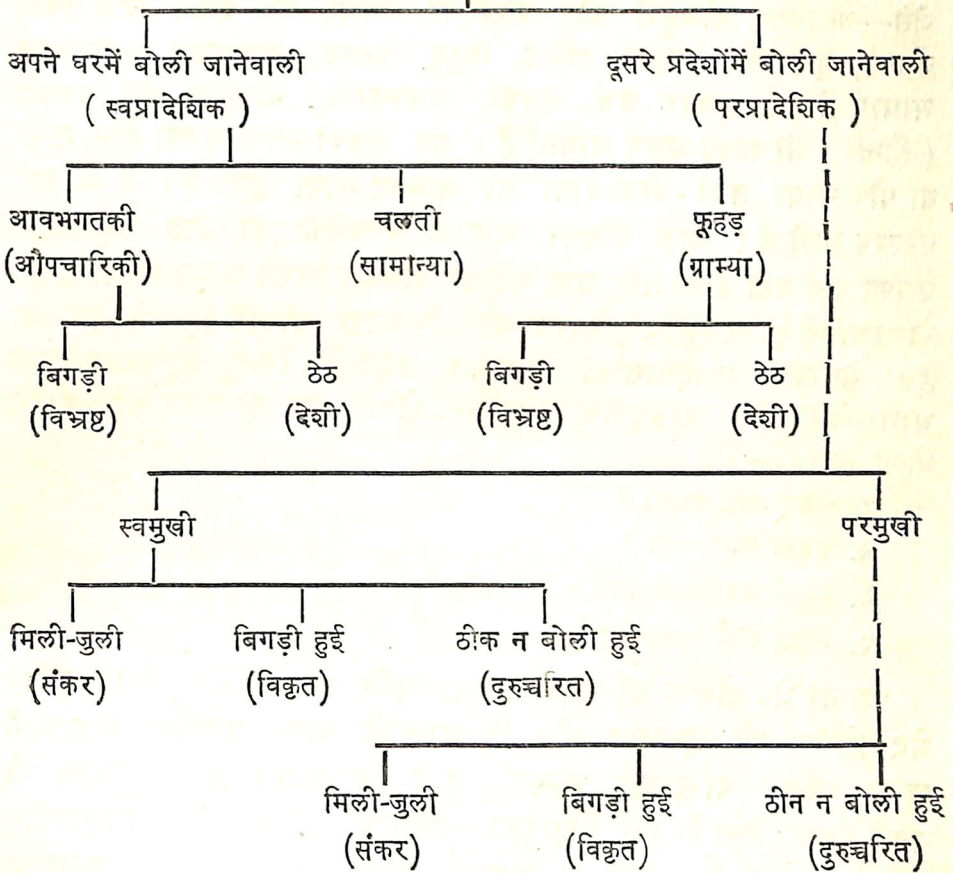 अपने घरमें बोली जानेवाली दूसरे प्रदेशोंमें बोली जानेवाली
( स्वप्रादेशिक ) ( परप्रादेशिक )
आवभगतकी चलती फूहड़
(औपचारिकी) (सामान्या) (ग्राम्या)
बिगड़ी ठेठ बिगड़ी ठेठ
(विभ्रष्ट) (देशी) (विभ्रष्ट) (देशी)
स्वमुखी परमुखी
मिली-जुली बिगड़ी हुई ठीक न बोली हुई
(संकर) (विकृत) (दुरुच्चरित)
मिली-जुली बिगड़ी हुई ठीन न बोली हुई
(संकर) (विकृत) (दुरुच्चरित)